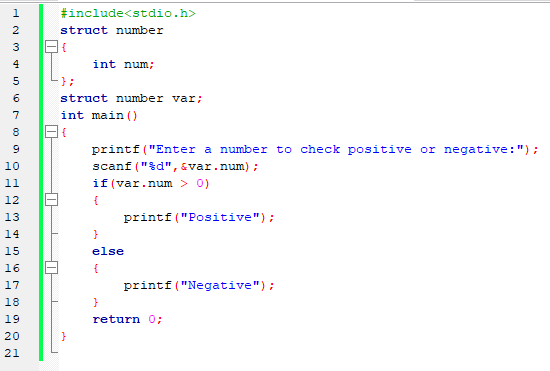 1 #include<stdio.h>
2 struct number
3 {
4 int num;
5 };
6 struct number var;
7 int main()
8 {
9 printf("Enter a number to check positive or negative:");
10 scanf("%d",&var.num);
11 if(var.num > 0)
12 {
13 printf("Positive");
14 }
15 else
16 {
17 printf("Negative");
18 }
19 return 0;
20 }
21